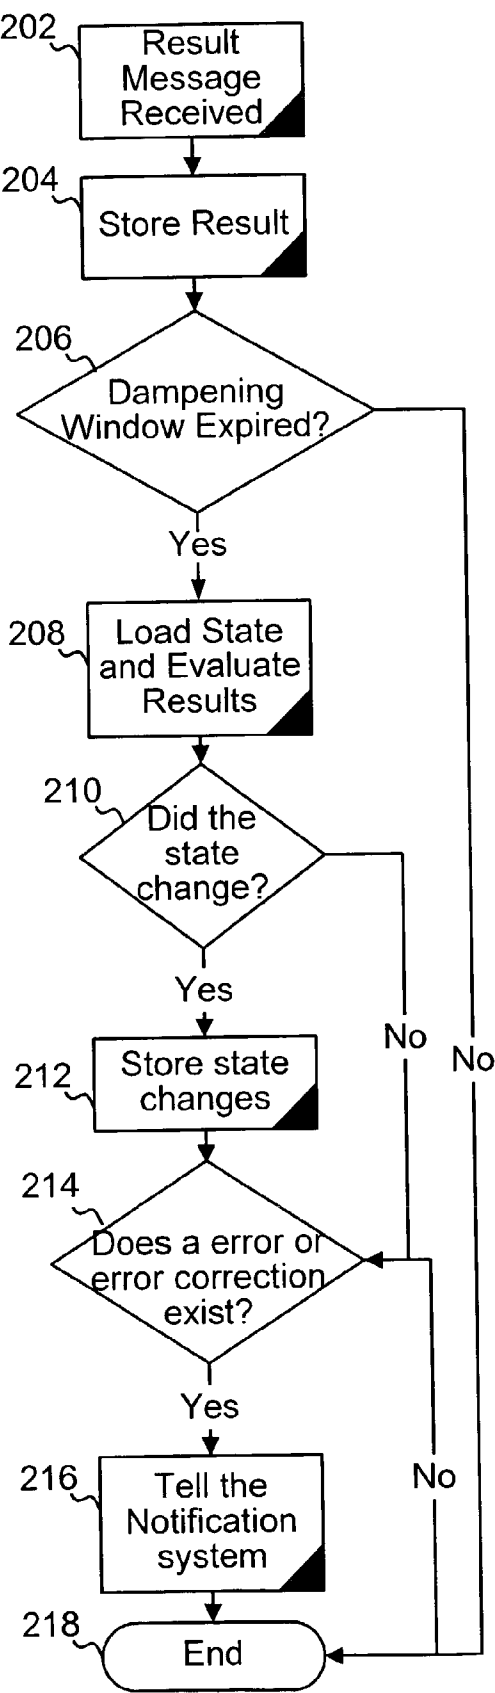 202
Result
Message
Received
204
Store Result
206
Dampening
Window Expired?
Yes
208
Load State
and Evaluate
Results
210
Did the
state
change?
Yes
No
No
212
Store state
changes
214
Does a error or
error correction
exist?
Yes
No
216
Tell the
Notification
system
218
End